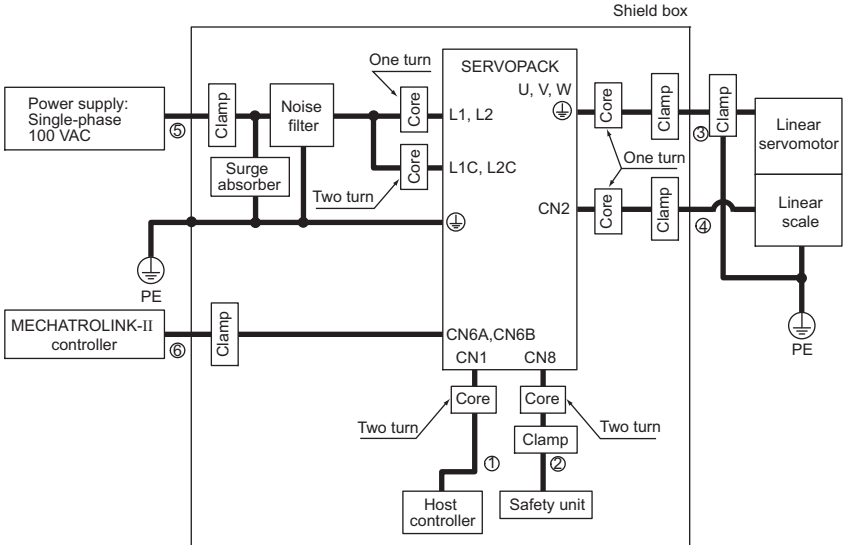 Shield box
One turn
SERVOPACK
U, V, W
Power supply:
Single-phase
100 VAC
⑤
Clamp
Noise
filter
Core
L1, L2
Core
Clamp
③
Clamp
Linear
servomotor
Surge
absorber
Two turn
Core
L1C, L2C
One turn
CN2
Core
Clamp
④
Linear
scale
PE
MECHATROLINK-II
controller
⑥
Clamp
CN6A,CN6B
PE
CN1
CN8
Core
Core
Two turn
Two turn
Clamp
①
②
Host
controller
Safety unit